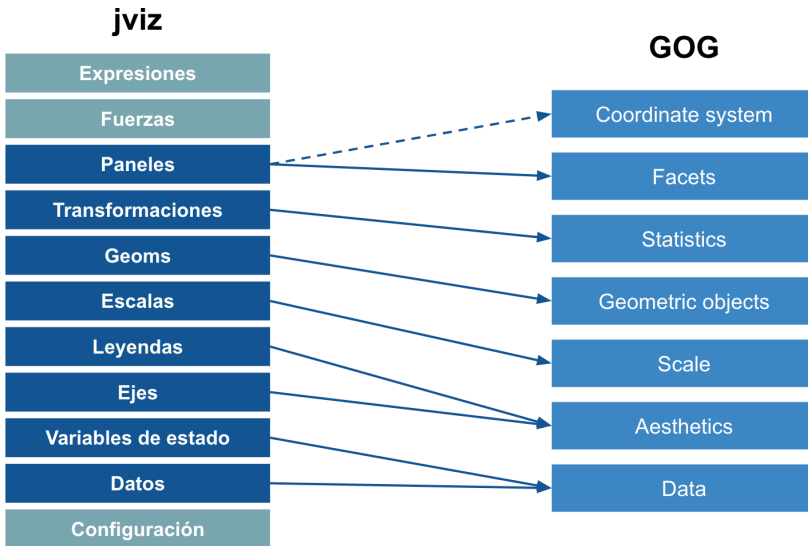 jviz
Expresiones
Fuerzas
Paneles
Transformaciones
Geoms
Escalas
Leyendas
Ejes
Variables de estado
Datos
Configuración
GOG
Coordinate system
Facets
Statistics
Geometric objects
Scale
Aesthetics
Data